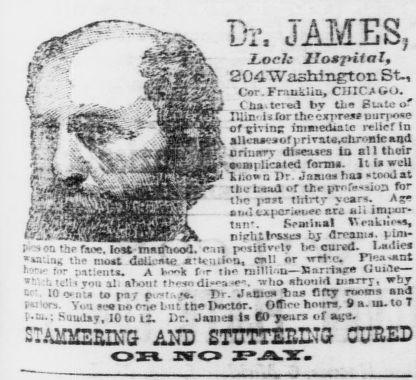 Dr. JAMES,
Lock Hospital,
204 Washington St.,
Cor. Franklin, CHICAGO.
Chartered by the State of
Illinois for the express purpose
of giving immediate relief in
all cases of private, chronic and
urinary diseases in all their
complicated forms. It is well
known Dr. James has stood at
the head of the profession for
the past thirty years. Age
and experience are all impor-
tant. Seminal Weakness,
night losses by dreams, pim-
ples on the face, lost manhood, can positively be cured. Ladies
wanting the most delicate attention, call or write. Pleasant
home for patients. A book for the million—Marriage Guide—
which tells you all about these diseases, who should marry, why
not, 10 cents to pay postage. Dr. James has fifty rooms and
parlors. You see no one but the Doctor. Office hours, 9 a. m. to 7
p. m.; Sunday, 10 to 12. Dr. James is 60 years of age.
STAMMERING AND STUTTERING CURED
OR NO PAY.